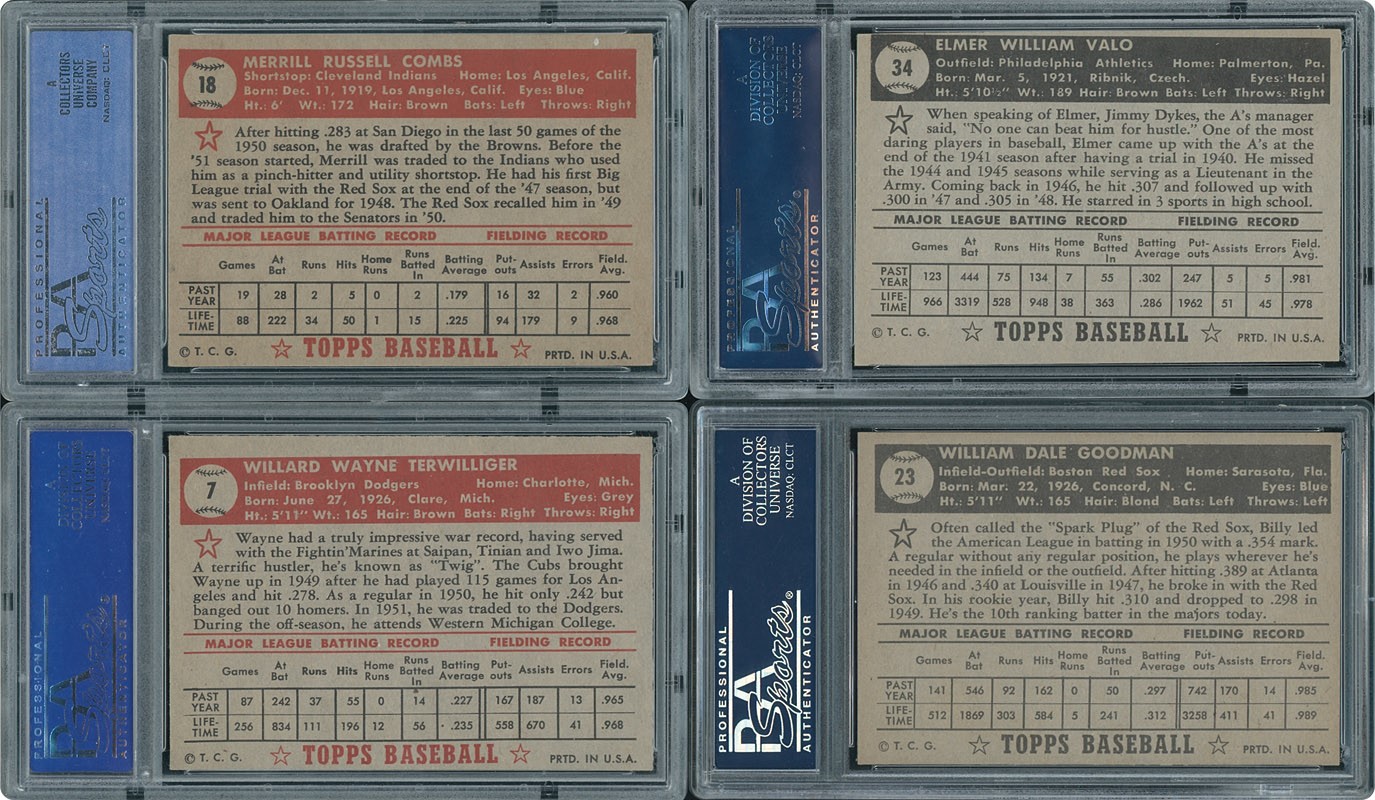 A
COLLECTORS
UNIVERSE
COMPANY
NASDAQ: CLCT
PROFESSIONAL
PSA
Sports
AUTHENTICATOR
18
MERRILL RUSSELL COMBS
Shortstop: Cleveland Indians Home: Los Angeles, Calif.
Born: Dec. 11, 1919, Los Angeles, Calif. Eyes: Blue
Ht.: 6' Wt.: 172 Hair: Brown Bats: Left Throws: Right
After hitting .283 at San Diego in the last 50 games of the
1950 season, he was drafted by the Browns. Before the
'51 season started, Merrill was traded to the Indians who used
him as a pinch-hitter and utility shortstop. He had his first Big
League trial with the Red Sox at the end of the '47 season, but
was sent to Oakland for 1948. The Red Sox recalled him in '49
and traded him to the Senators in '50.
MAJOR LEAGUE BATTING RECORD FIELDING RECORD
Games At Bat Runs Hits Home Runs Runs Batted In Batting Average Put-outs Assists Errors Field. Avg.
PAST YEAR 19 28 2 5 0 2 .179 16 32 2 .960
LIFE-TIME 88 222 34 50 1 15 .225 94 179 9 .968
© T. C. G. TOPPS BASEBALL PRTD. IN U.S.A.
A
DIVISION OF
COLLECTORS
UNIVERSE
NASDAQ: CLCT
PROFESSIONAL
PSA
Sports®
AUTHENTICATOR
34
ELMER WILLIAM VALO
Outfield: Philadelphia Athletics Home: Palmerton, Pa.
Born: Mar. 5, 1921, Ribnik, Czech. Eyes: Hazel
Ht.: 5'10½" Wt.: 189 Hair: Brown Bats: Left Throws: Right
When speaking of Elmer, Jimmy Dykes, the A's manager
said, "No one can beat him for hustle." One of the most
daring players in baseball, Elmer came up with the A's at the
end of the 1941 season after having a trial in 1940. He missed
the 1944 and 1945 seasons while serving as a Lieutenant in the
Army. Coming back in 1946, he hit .307 and followed up with
.300 in '47 and .305 in '48. He starred in 3 sports in high school.
MAJOR LEAGUE BATTING RECORD FIELDING RECORD
Games At Bat Runs Hits Home Runs Runs Batted In Batting Average Put-outs Assists Errors Field. Avg.
PAST YEAR 123 444 75 134 7 55 .302 247 5 5 .981
LIFE-TIME 966 3319 528 948 38 363 .286 1962 51 45 .978
© T. C. G. TOPPS BASEBALL PRTD. IN U.S.A.
A
DIVISION OF
COLLECTORS
UNIVERSE
NASDAQ: CLCT
PROFESSIONAL
PSA
Sports
AUTHENTICATOR
7
WILLARD WAYNE TERWILLIGER
Infield: Brooklyn Dodgers Home: Charlotte, Mich.
Born: June 27, 1926, Clare, Mich. Eyes: Grey
Ht.: 5'11" Wt.: 165 Hair: Brown Bats: Right Throws: Right
Wayne had a truly impressive war record, having served
with the Fightin' Marines at Saipan, Tinian and Iwo Jima.
A terrific hustler, he's known as "Twig". The Cubs brought
Wayne up in 1949 after he had played 115 games for Los An-
geles and hit .278. As a regular in 1950, he hit only .242 but
banged out 10 homers. In 1951, he was traded to the Dodgers.
During the off-season, he attends Western Michigan College.
MAJOR LEAGUE BATTING RECORD FIELDING RECORD
Games At Bat Runs Hits Home Runs Runs Batted In Batting Average Put-outs Assists Errors Field. Avg.
PAST YEAR 87 242 37 55 0 14 .227 167 187 13 .965
LIFE-TIME 256 834 111 196 12 56 .235 558 670 41 .968
© T. C. G. TOPPS BASEBALL PRTD. IN U.S.A.
A
DIVISION OF
COLLECTORS
UNIVERSE
NASDAQ: CLCT
PROFESSIONAL
PSA
Sports®
AUTHENTICATOR
23
WILLIAM DALE GOODMAN
Infield-Outfield: Boston Red Sox Home: Sarasota, Fla.
Born: Mar. 22, 1926, Concord, N. C. Eyes: Blue
Ht.: 5'11" Wt.: 165 Hair: Blond Bats: Left Throws: Left
Often called the "Spark Plug" of the Red Sox, Billy led
the American League in batting in 1950 with a .354 mark.
A regular without any regular position, he plays wherever he's
needed in the infield or the outfield. After hitting .389 at Atlanta
in 1946 and .340 at Louisville in 1947, he broke in with the Red
Sox. In his rookie year, Billy hit .310 and dropped to .298 in
1949. He's the 10th ranking batter in the majors today.
MAJOR LEAGUE BATTING RECORD FIELDING RECORD
Games At Bat Runs Hits Home Runs Runs Batted In Batting Average Put-outs Assists Errors Field. Avg.
PAST YEAR 141 546 92 162 0 50 .297 742 170 14 .985
LIFE-TIME 512 1869 303 584 5 241 .312 3258 411 41 .989
© T. C. G. TOPPS BASEBALL PRTD. IN U.S.A.